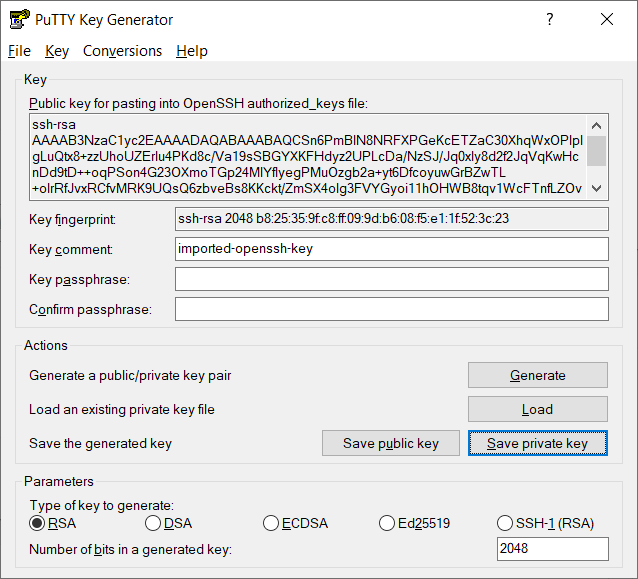 PuTTY Key Generator
File Key Conversions Help
Key
Public key for pasting into OpenSSH authorized_keys file:
ssh-rsa
AAAAB3NzaC1yc2EAAAADAQABAAABAQCSn6PmBlN8NRFXPGeKcETZaC30XhqWxOPlpI
gLuQtx8+zzUhoUZErlu4PKd8c/Va19sSBGYXKFHdyz2UPLcDa/NzSJ/Jq0xly8d2f2JqVqKwHc
nDd9tD++oqPSon4G23OXmoTGp24MlYflyegPMuOzgb2a+yt6DfcoyuwGrBZwTL
+olrRfJvxRCfvMRK9UQsQ6zbveBs8KKckt/ZmSX4oIg3FVYGyoi11hOHWB8tqv1WcFTnfLZOv
Key fingerprint: ssh-rsa 2048 b8:25:35:9f:c8:ff:09:9d:b6:08:f5:e1:1f:52:3c:23
Key comment: imported-openssh-key
Key passphrase:
Confirm passphrase:
Actions
Generate a public/private key pair Generate
Load an existing private key file Load
Save the generated key Save public key Save private key
Parameters
Type of key to generate:
RSA DSA ECDSA Ed25519 SSH-1 (RSA)
Number of bits in a generated key: 2048